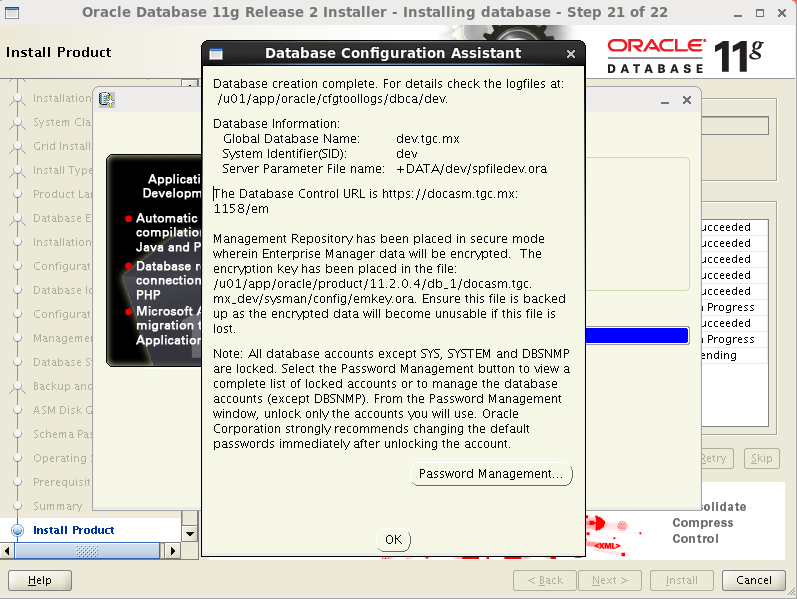 Oracle Database 11g Release 2 Installer - Installing database - Step 21 of 22
Install Product
ORACLE
DATABASE
11g
Installation
System Cla
Grid Install
Install Type
Product La
Database E
Installation
Configurat
Database Id
Configurat
Managemen
Database S
Backup and
ASM Disk G
Schema Pas
Operating
Prerequisit
Summary
Install Product
Applicati
Developm
Automatic
compilation
Java and P
Database r
connection
PHP
Microsoft
migration t
Application
Database Configuration Assistant
Database creation complete. For details check the logfiles at:
/u01/app/oracle/cfgtoollogs/dbca/dev.
Database Information:
Global Database Name: dev.tgc.mx
System Identifier(SID): dev
Server Parameter File name: +DATA/dev/spfiledev.ora
The Database Control URL is https://docasm.tgc.mx:
1158/em
Management Repository has been placed in secure mode
wherein Enterprise Manager data will be encrypted. The
encryption key has been placed in the file:
/u01/app/oracle/product/11.2.0.4/db_1/docasm.tgc.
mx_dev/sysman/config/emkey.ora. Ensure this file is backed
up as the encrypted data will become unusable if this file is
lost.
Note: All database accounts except SYS, SYSTEM and DBSNMP
are locked. Select the Password Management button to view a
complete list of locked accounts or to manage the database
accounts (except DBSNMP). From the Password Management
window, unlock only the accounts you will use. Oracle
Corporation strongly recommends changing the default
passwords immediately after unlocking the account.
Password Management...
OK
ucceeded
ucceeded
ucceeded
ucceeded
ucceeded
n Progress
ucceeded
n Progress
ending
Retry
Skip
<XML>
solidate
Compress
Control
Help
< Back
Next >
Install
Cancel